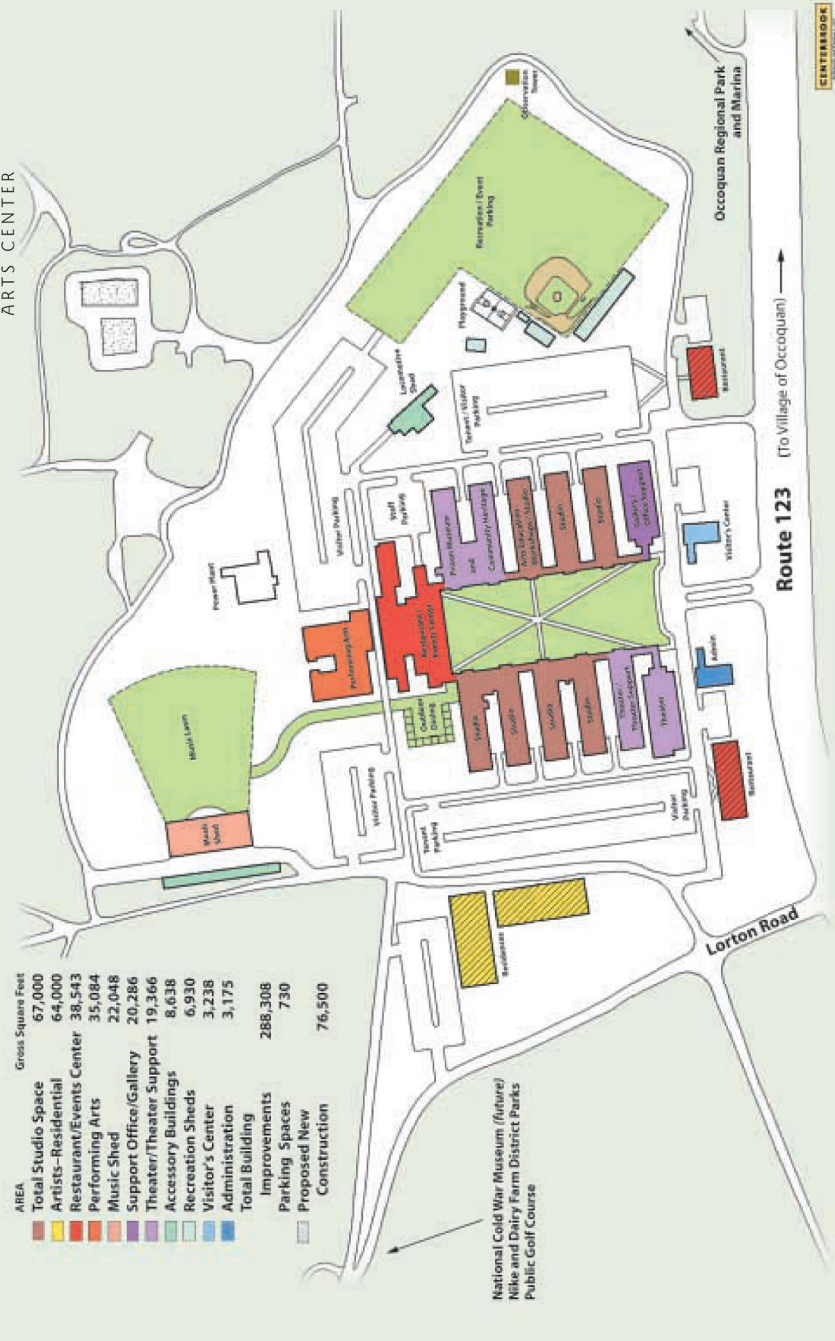 ARTS CENTER
AREA Gross Square Feet
Total Studio Space 67,000
Artists–Residential 64,000
Restaurant/Events Center 38,543
Performing Arts 35,084
Music Shed 22,048
Support Office/Gallery 20,286
Theater/Theater Support 19,366
Accessory Buildings 8,638
Recreation Sheds 6,930
Visitor's Center 3,238
Administration 3,175
Total Building
Improvements 288,308
Parking Spaces 730
Proposed New
Construction 76,500
National Cold War Museum (future)
Nike and Dairy Farm District Parks
Public Golf Course
Music
Shed
Music Lawn
Power Plant
Visitor Parking
Performing Arts
Visitor Parking
Locomotive
Shed
Recreation / Event
Parking
Observation
Tower
Playground
Staff
Parking
Restaurant /
Events Center
Outdoor
Dining
Tenant / Visitor
Parking
Prison Museum
and
Community Heritage
Arts Education
Workshops / Studio
Studio
Studio
Gallery /
Office Support
Studio
Studio
Studio
Studio
Theater /
Theater Support
Theater
Tenant
Parking
Visitor
Parking
Residences
Restaurant
Admin
Visitor's Center
Restaurant
Lorton Road
Route 123
(To Village of Occoquan)
Occoquan Regional Park
and Marina
CENTERBROOK